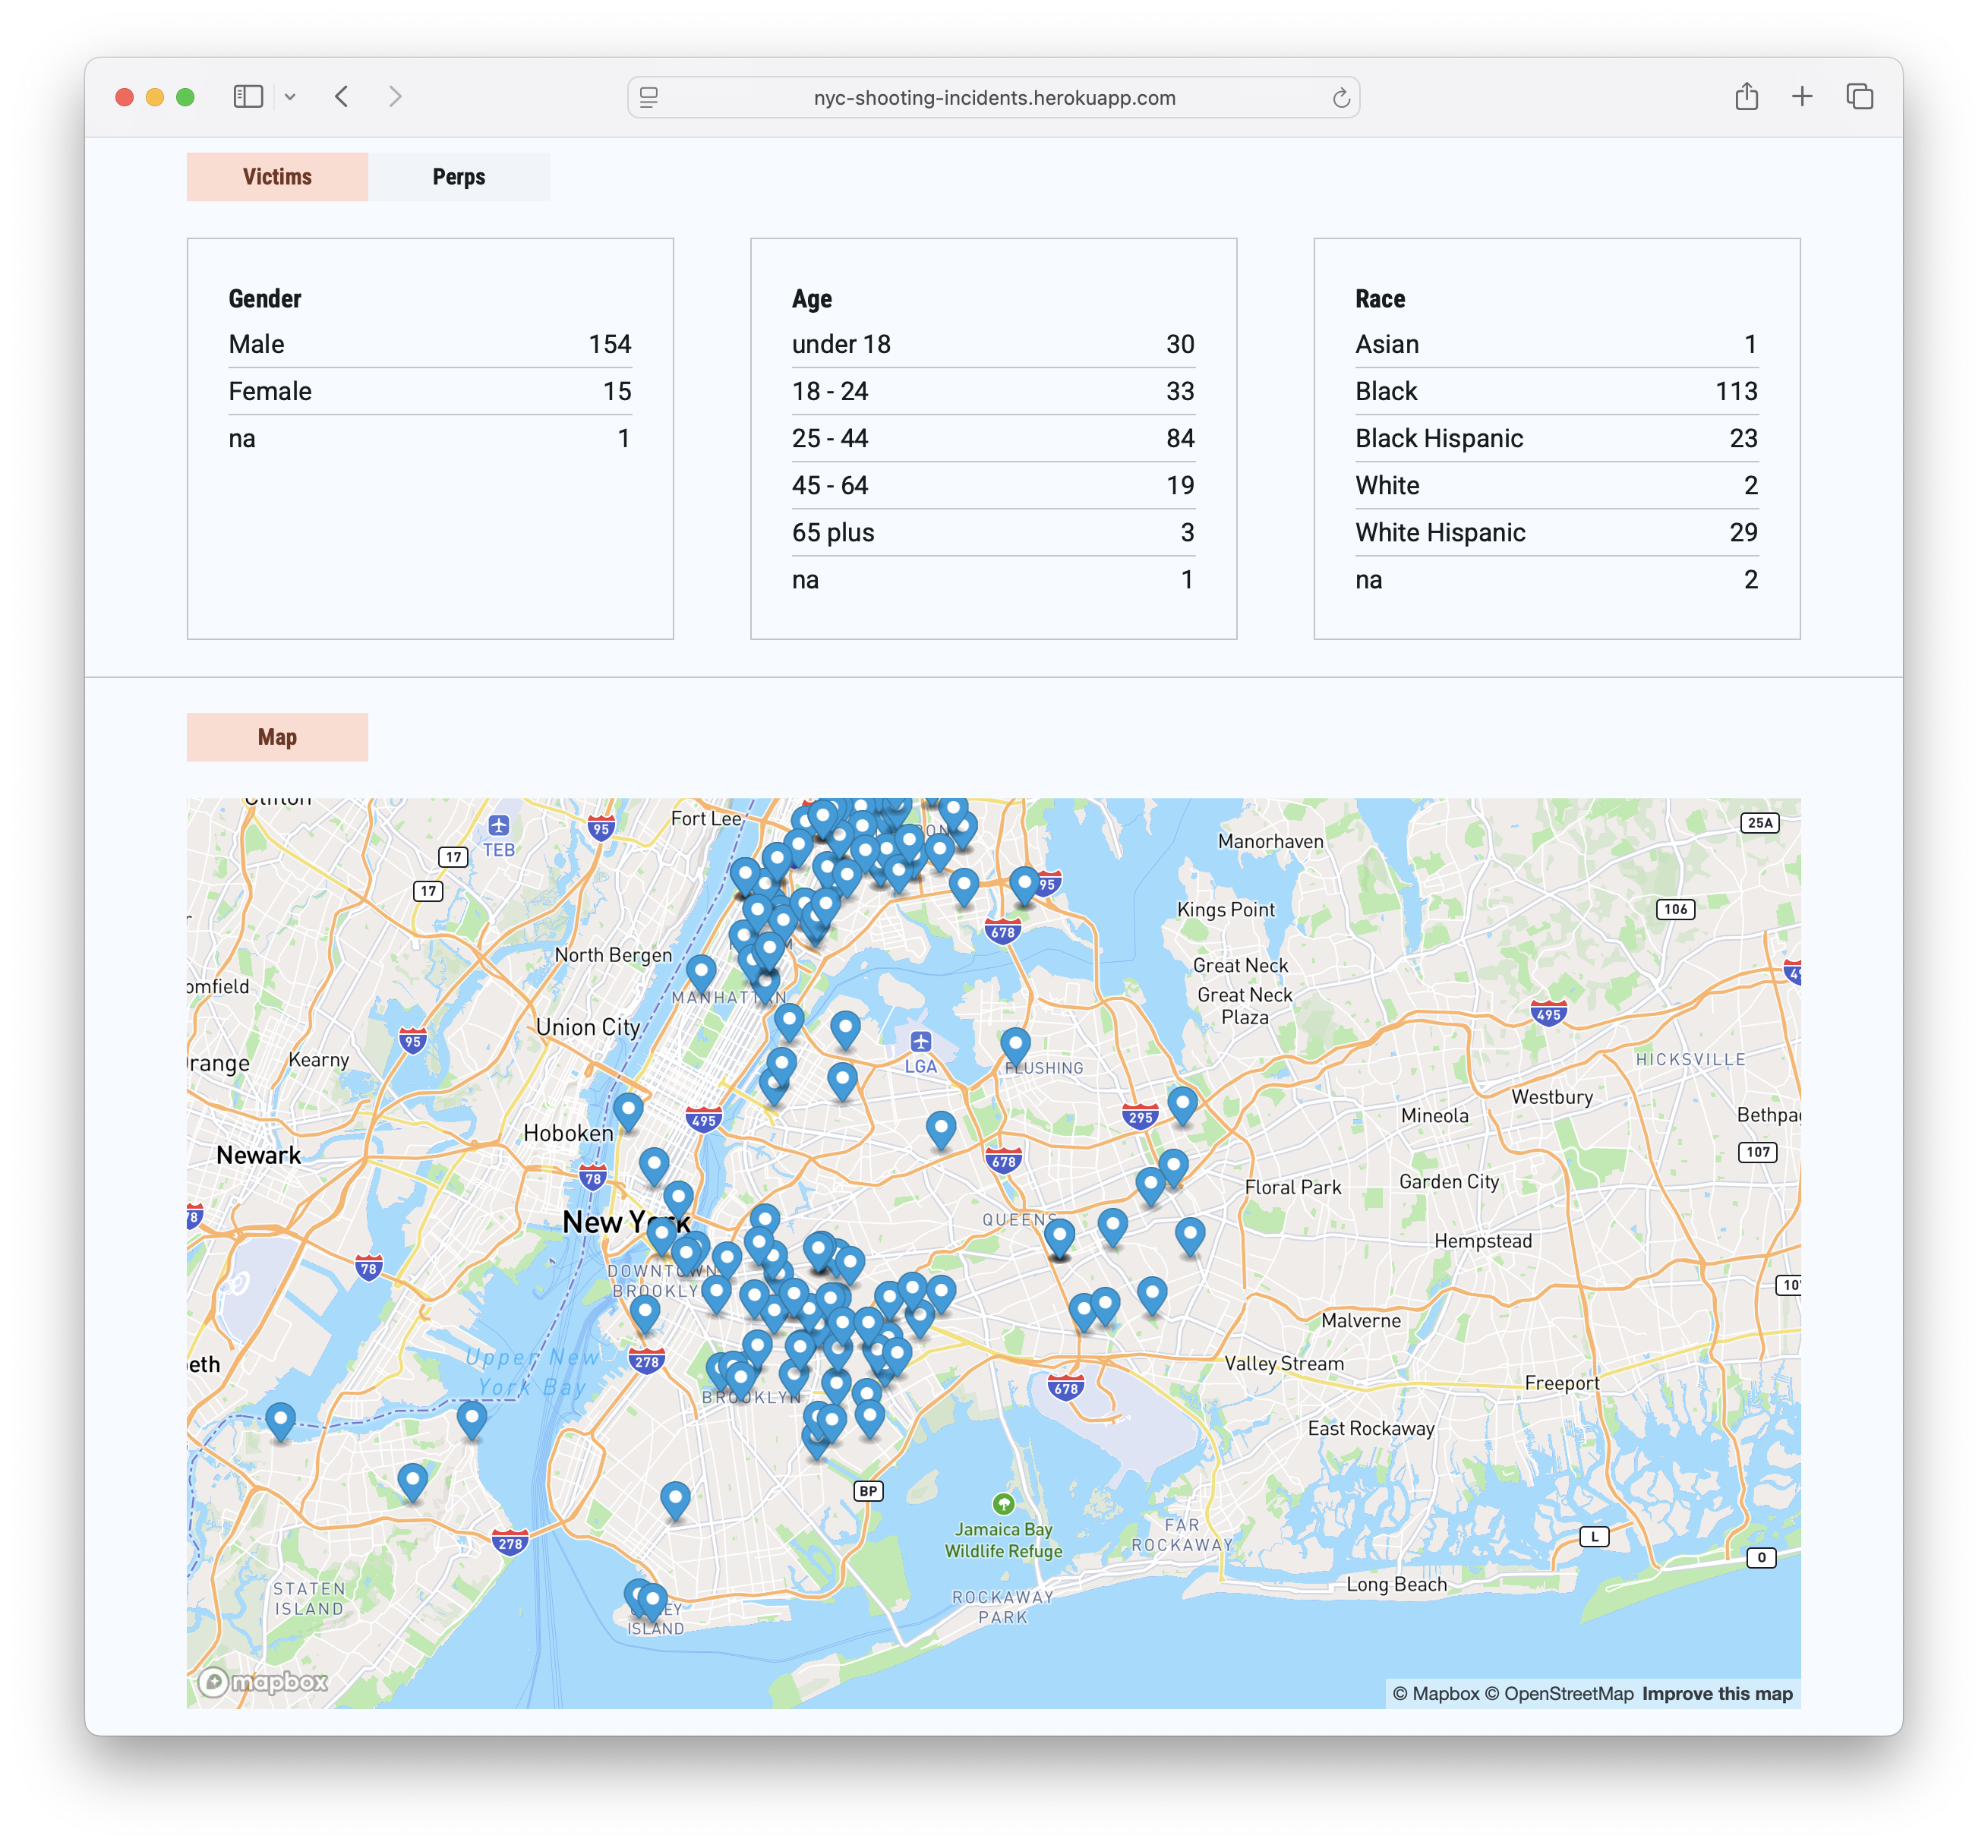 nyc-shooting-incidents.herokuapp.com
Victims
Perps
Gender
Male 154
Female 15
na 1
Age
under 18 30
18 - 24 33
25 - 44 84
45 - 64 19
65 plus 3
na 1
Race
Asian 1
Black 113
Black Hispanic 23
White 2
White Hispanic 29
na 2
Map
Clifton
TEB
17
17
95
Fort Lee
Manorhaven
25A
95
Kings Point
106
678
North Bergen
Great Neck
Great Neck
Plaza
MANHATTAN
495
Union City
95
Kearny
LGA
FLUSHING
HICKSVILLE
Westbury
Mineola
295
495
Hoboken
Newark
107
678
78
Floral Park
Garden City
New York
QUEENS
Hempstead
78
DOWNTOWN
BROOKLY
Malverne
278
Upper New
York Bay
Valley Stream
678
Freeport
BROOKLYN
East Rockaway
BP
Jamaica Bay
Wildlife Refuge
FAR
ROCKAWAY
278
L
O
STATEN
ISLAND
Long Beach
ROCKAWAY
PARK
ISLAND
mapbox
© Mapbox © OpenStreetMap Improve this map